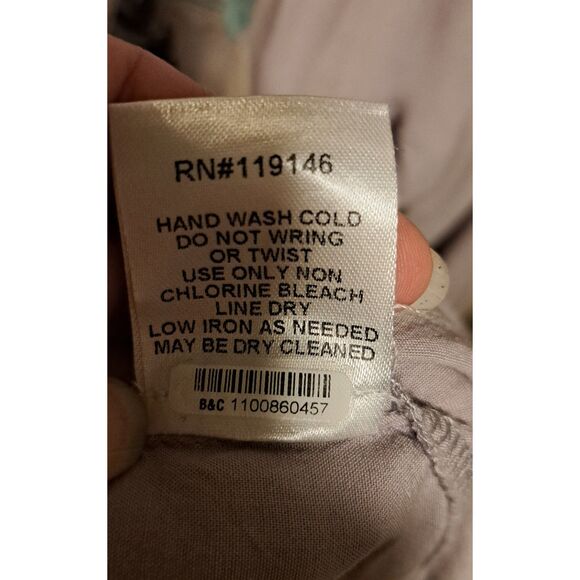 RN#119146
HAND WASH COLD
DO NOT WRING
OR TWIST
USE ONLY NON
CHLORINE BLEACH
LINE DRY
LOW IRON AS NEEDED
MAY BE DRY CLEANED
B&C 1100860457